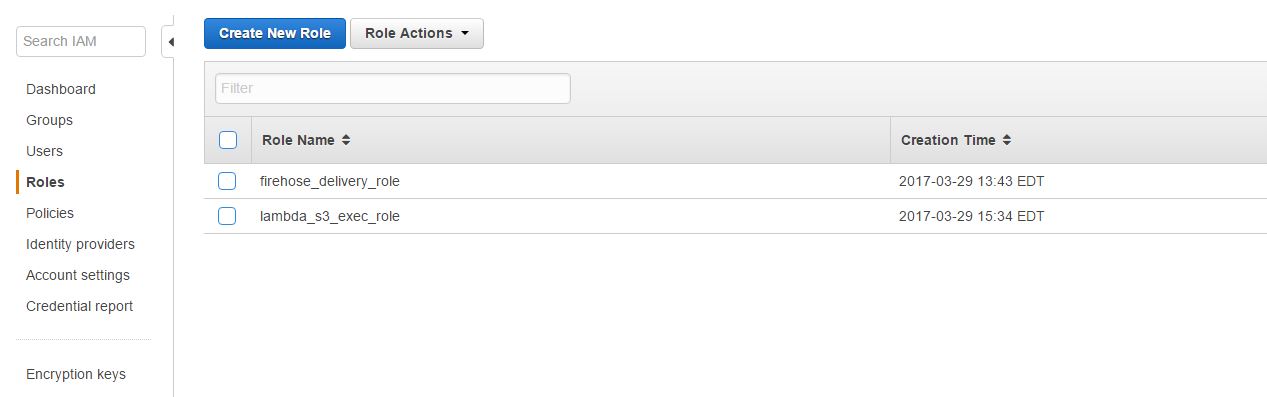 Search IAM
Dashboard
Groups
Users
Roles
Policies
Identity providers
Account settings
Credential report
Encryption keys
Create New Role Role Actions
Filter
Role Name Creation Time
firehose_delivery_role 2017-03-29 13:43 EDT
lambda_s3_exec_role 2017-03-29 15:34 EDT